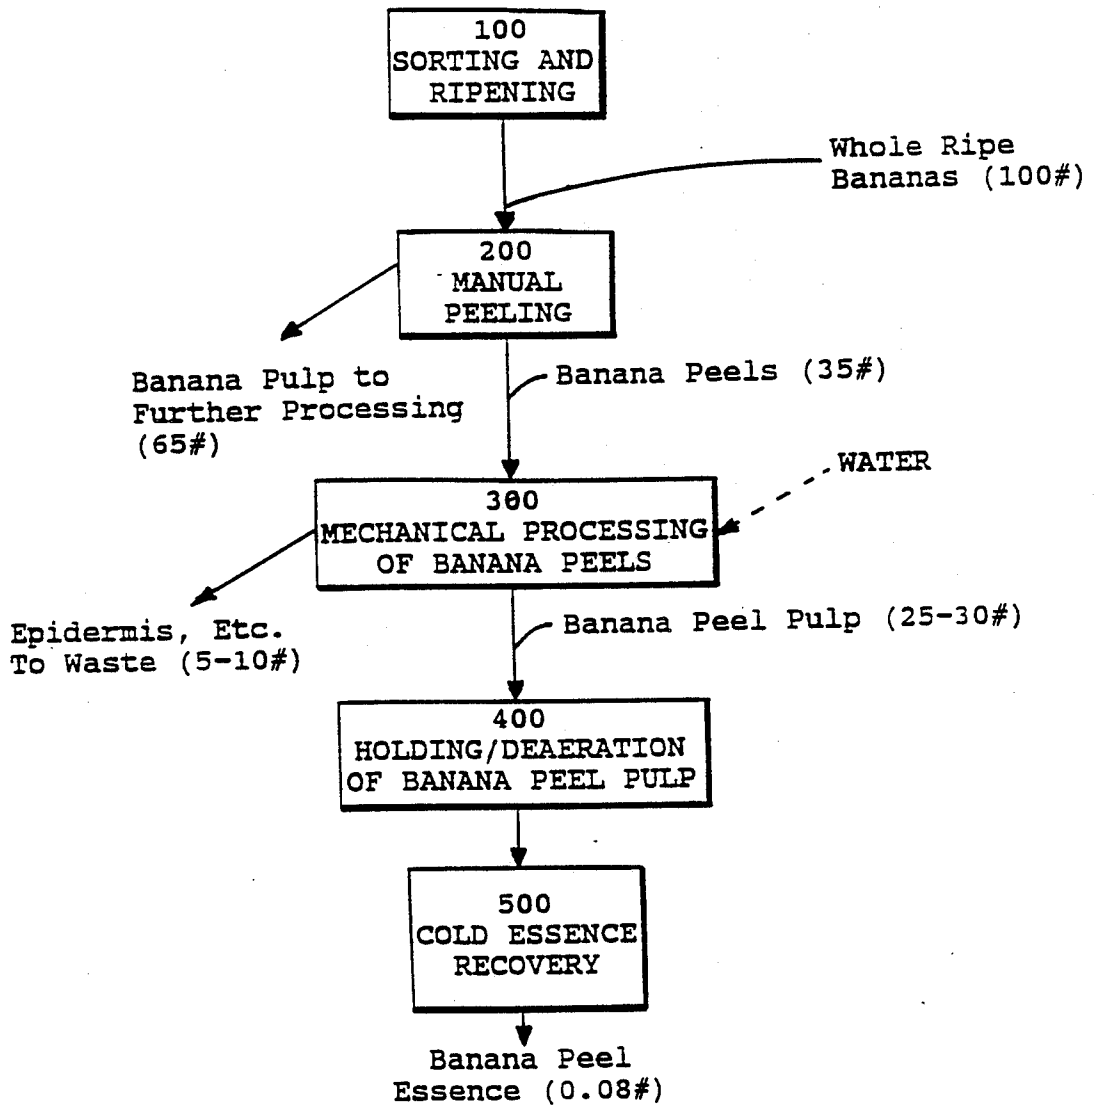 100
SORTING AND
RIPENING
Whole Ripe
Bananas (100#)
200
MANUAL
PEELING
Banana Pulp to
Further Processing
(65#)
Banana Peels (35#)
WATER
300
MECHANICAL PROCESSING
OF BANANA PEELS
Epidermis, Etc.
To Waste (5-10#)
Banana Peel Pulp (25-30#)
400
HOLDING/DEAERATION
OF BANANA PEEL PULP
500
COLD ESSENCE
RECOVERY
Banana Peel
Essence (0.08#)